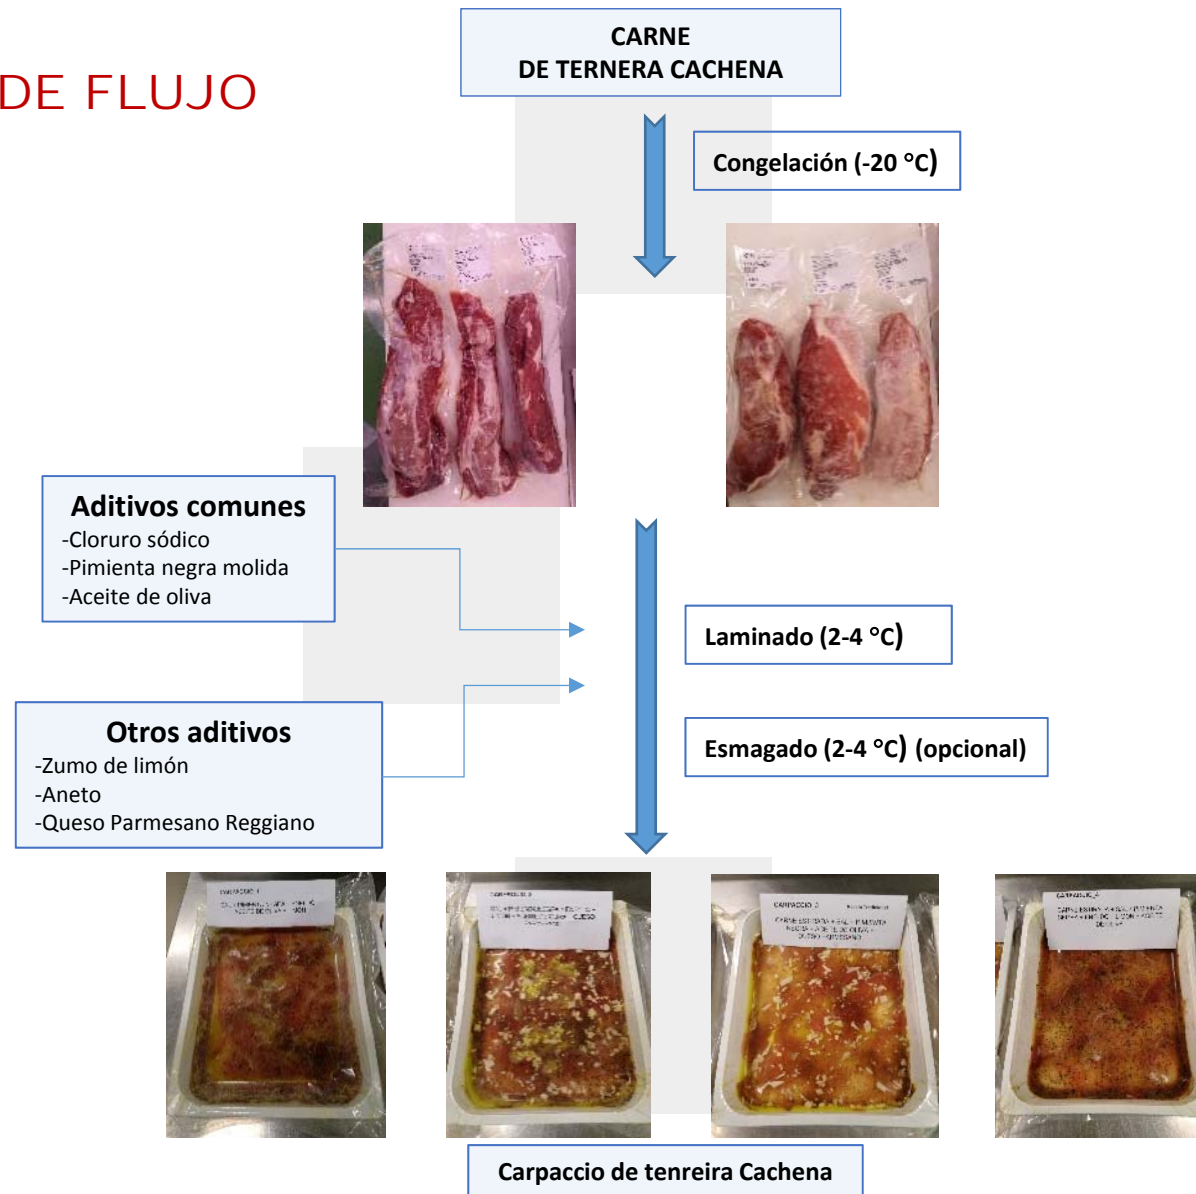 DE FLUJO
CARNE
DE TERNERA CACHENA
Congelación (-20 °C)
Aditivos comunes
-Cloruro sódico
-Pimienta negra molida
-Aceite de oliva
Laminado (2-4 °C)
Otros aditivos
-Zumo de limón
-Aneto
-Queso Parmesano Reggiano
Esmagado (2-4 °C) (opcional)
CARPACCIO
CARPACCIO
Carpaccio de tenreira Cachena